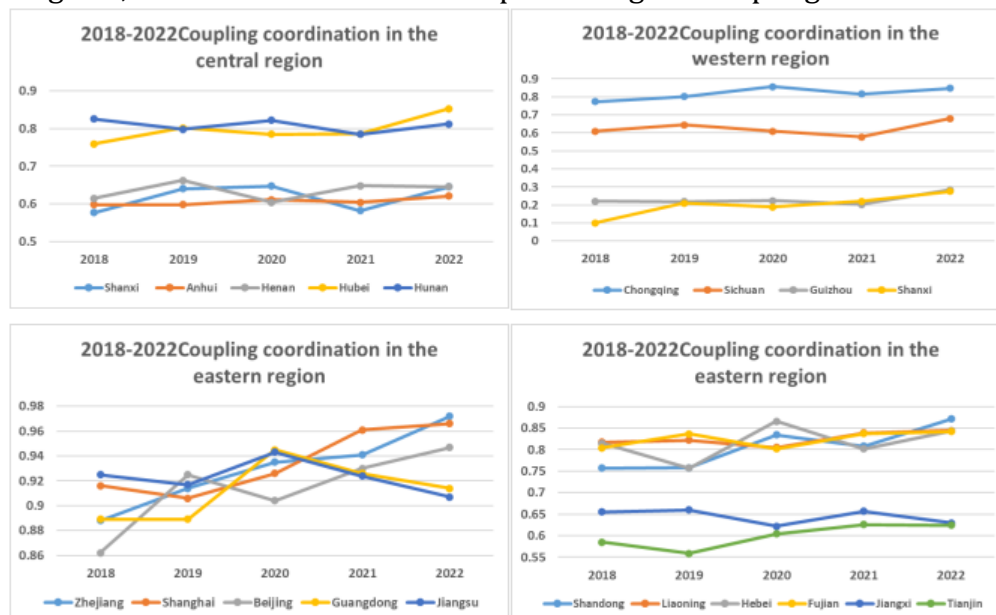 2018-2022Coupling coordination in the
central region
0.9
0.8
0.7
0.6
0.5
2018 2019 2020 2021 2022
Shanxi Anhui Henan Hubei Hunan
2018-2022Coupling coordination in the
western region
0.9
0.8
0.7
0.6
0.5
0.4
0.3
0.2
0.1
0
2018 2019 2020 2021 2022
Chongqing Sichuan Guizhou Shanxi
2018-2022Coupling coordination in the
eastern region
0.98
0.96
0.94
0.92
0.9
0.88
0.86
2018 2019 2020 2021 2022
Zhejiang Shanghai Beijing Guangdong Jiangsu
2018-2022Coupling coordination in the
eastern region
0.9
0.85
0.8
0.75
0.7
0.65
0.6
0.55
2018 2019 2020 2021 2022
Shandong Liaoning Hebei Fujian Jiangxi Tianjin